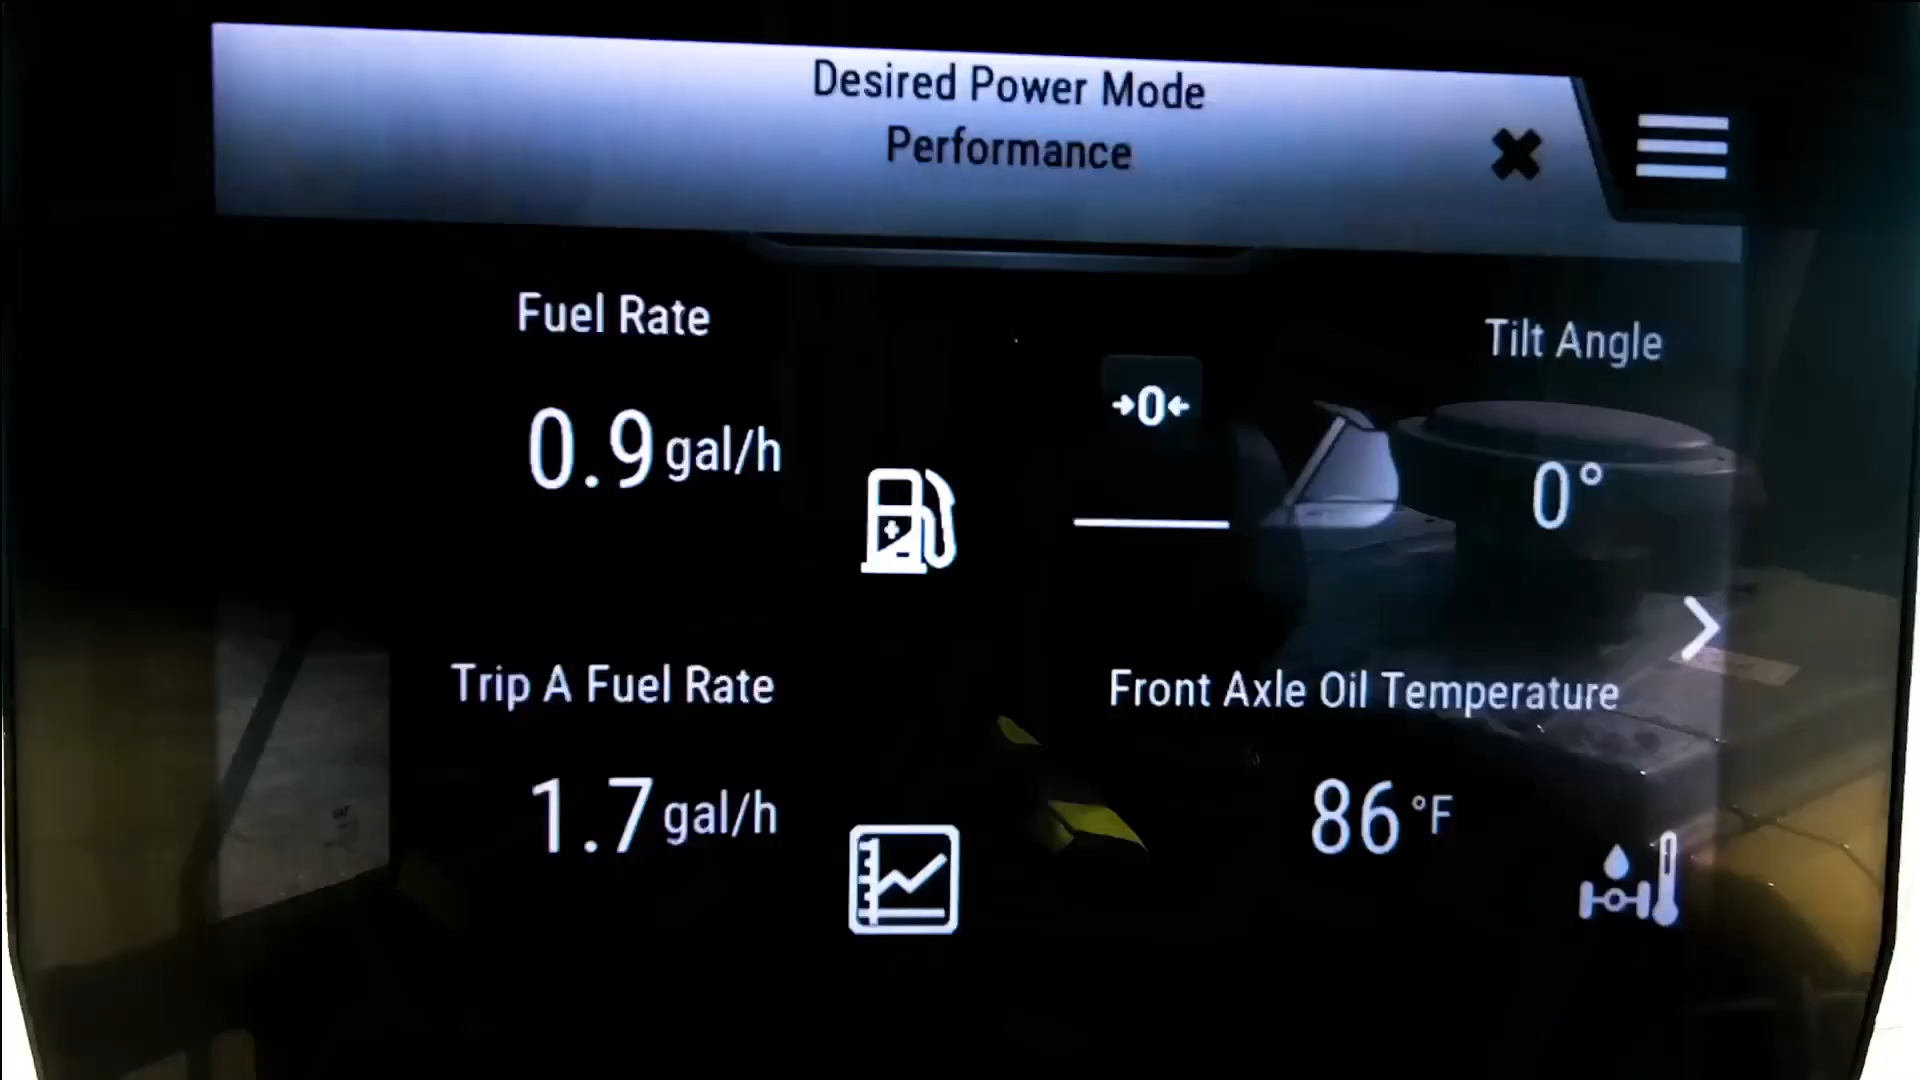 Desired Power Mode
Performance
Fuel Rate
0.9 gal/h
→0←
Tilt Angle
0°
Trip A Fuel Rate
1.7 gal/h
Front Axle Oil Temperature
86 °F